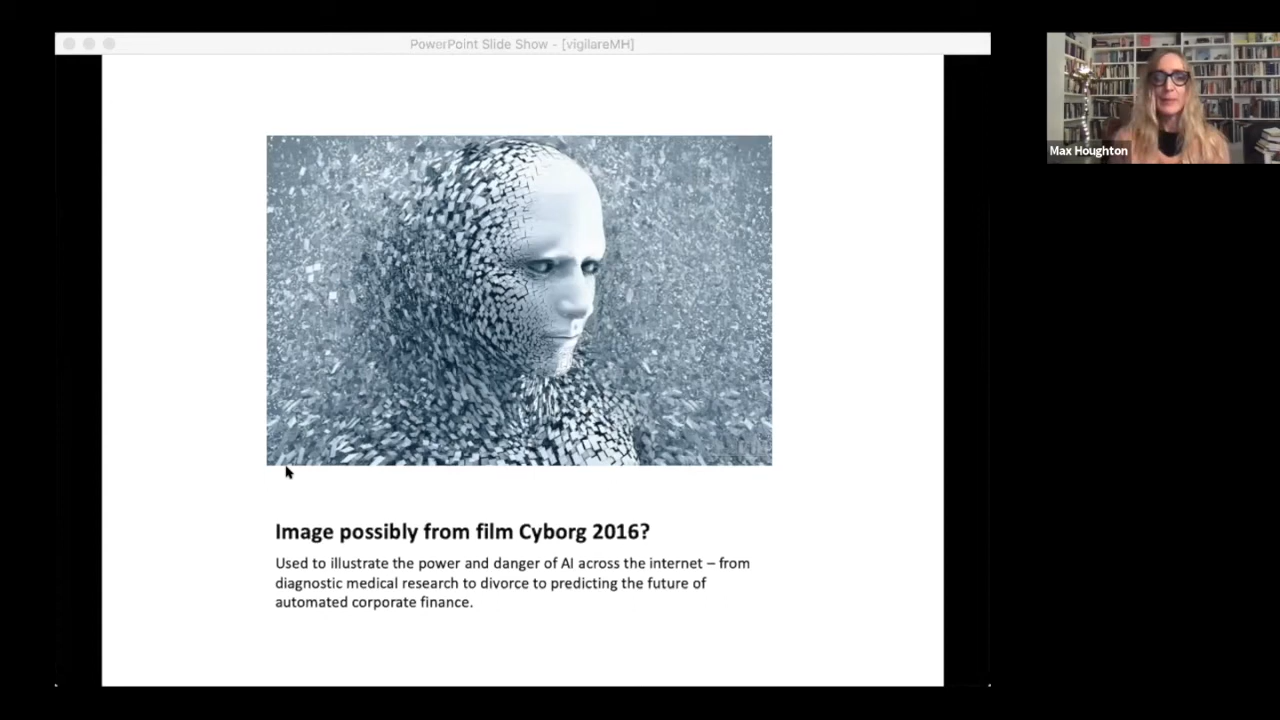 PowerPoint Slide Show - [vigilareMH]
Max Houghton
Image possibly from film Cyborg 2016?
Used to illustrate the power and danger of AI across the internet – from
diagnostic medical research to divorce to predicting the future of
automated corporate finance.